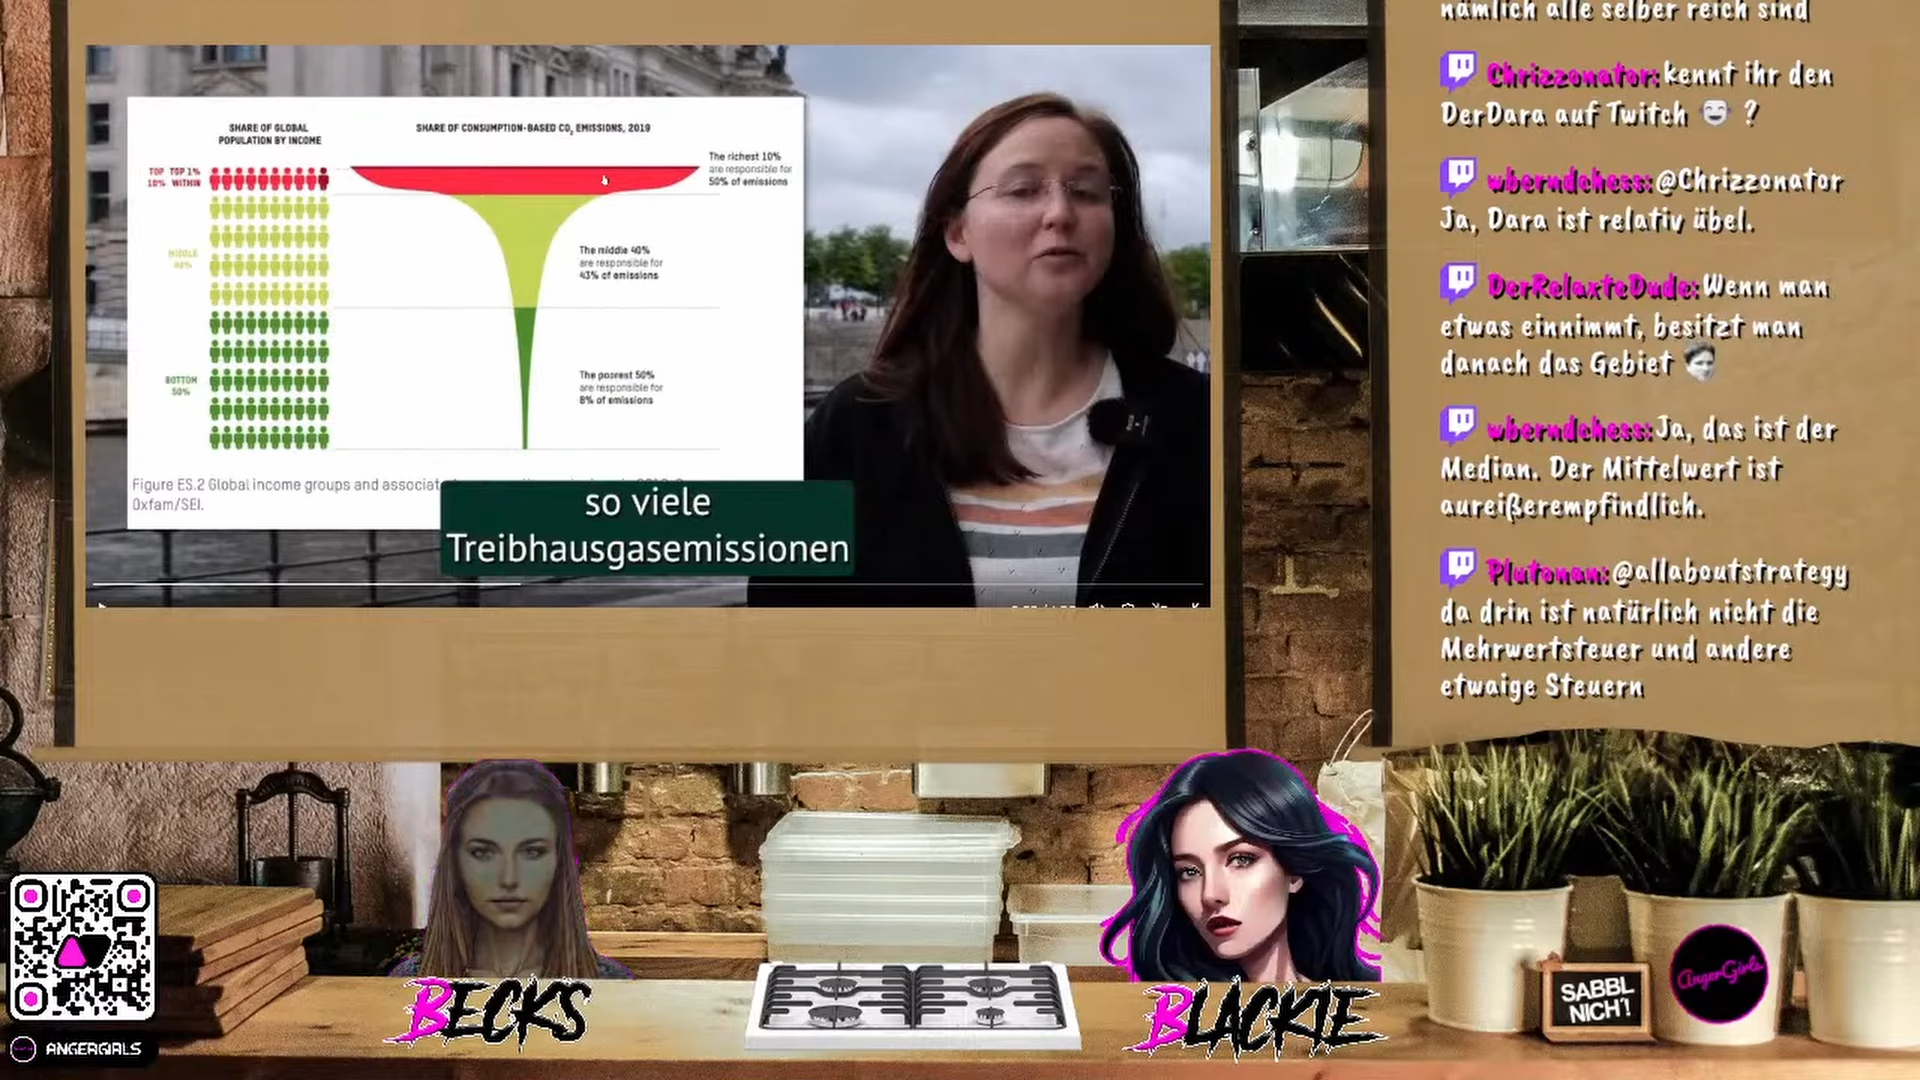 SHARE OF GLOBAL
POPULATION BY INCOME
SHARE OF CONSUMPTION-BASED CO2 EMISSIONS, 2019
TOP TOP 1%
10% WITHIN
MIDDLE
40%
BOTTOM
50%
The richest 10%
are responsible for
50% of emissions
The middle 40%
are responsible for
43% of emissions
The poorest 50%
are responsible for
8% of emissions
Figure ES.2 Global income groups and associat
Oxfam/SEI.
so viele
Treibhausgasemissionen
nämlich alle selber reich sind
Chrizzonator: kennt ihr den
DerDara auf Twitch ?
wberndchess: @Chrizzonator
Ja, Dara ist relativ übel.
DerRelaxteDude: Wenn man
etwas einnimmt, besitzt man
danach das Gebiet
wberndchess: Ja, das ist der
Median. Der Mittelwert ist
aureißerempfindlich.
Plutonan: @allaboutstrategy
da drin ist natürlich nicht die
Mehrwertsteuer und andere
etwaige Steuern
BECKS
BLACKIE
SABBL
NICH'!
AngerGirls
ANGERGIRLS